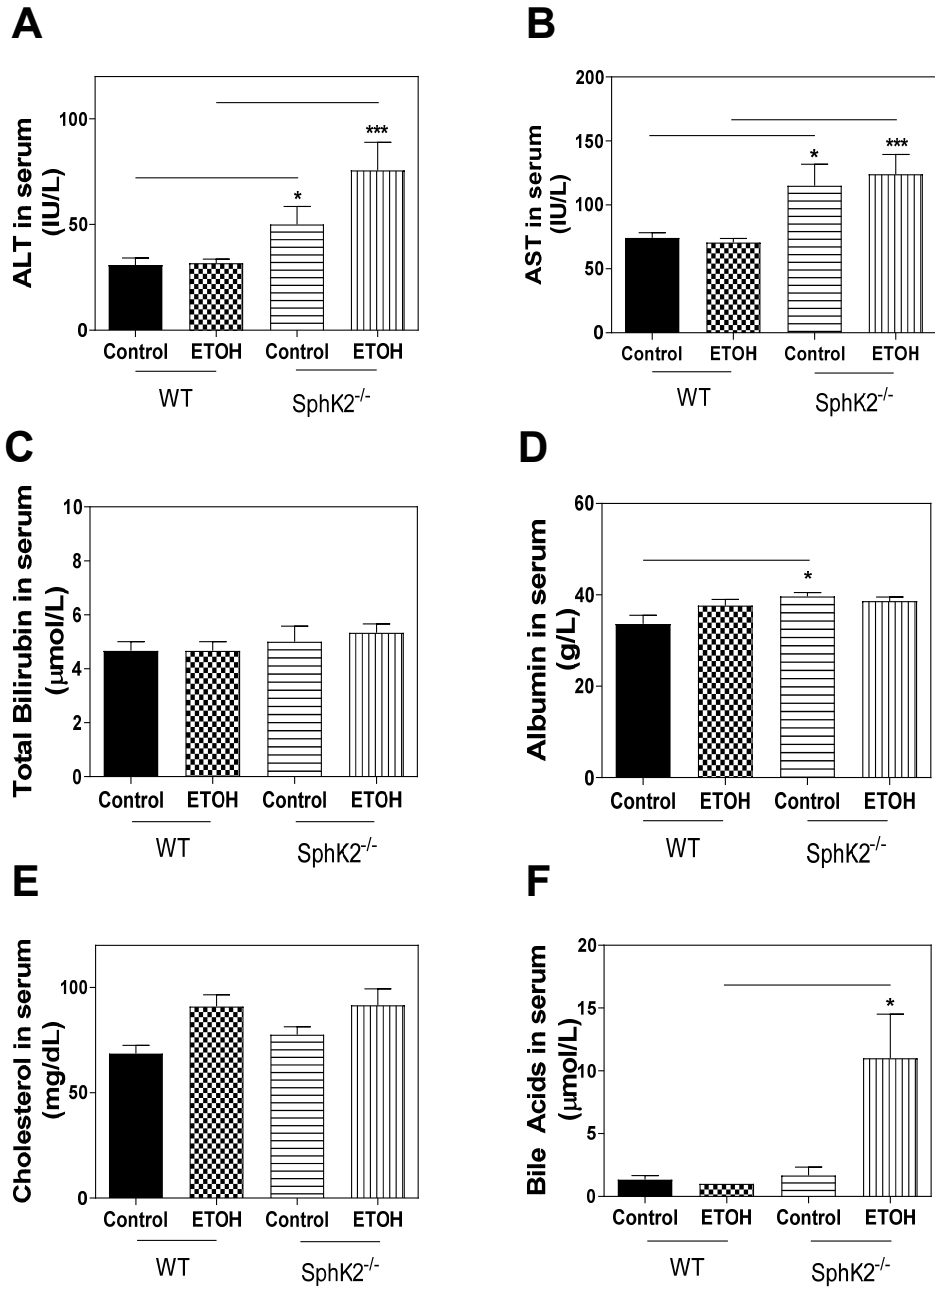 A
ALT in serum
(IU/L)
100
50
0
***
*
Control ETOH Control ETOH
WT SphK2-/-
B
AST in serum
(IU/L)
200
150
100
50
0
*
***
Control ETOH Control ETOH
WT SphK2-/-
C
Total Bilirubin in serum
(μmol/L)
10
8
6
4
2
0
Control ETOH Control ETOH
WT SphK2-/-
D
Albumin in serum
(g/L)
60
40
20
0
*
Control ETOH Control ETOH
WT SphK2-/-
E
Cholesterol in serum
(mg/dL)
100
50
0
Control ETOH Control ETOH
WT SphK2-/-
F
Bile Acids in serum
(μmol/L)
20
15
10
5
0
*
Control ETOH Control ETOH
WT SphK2-/-